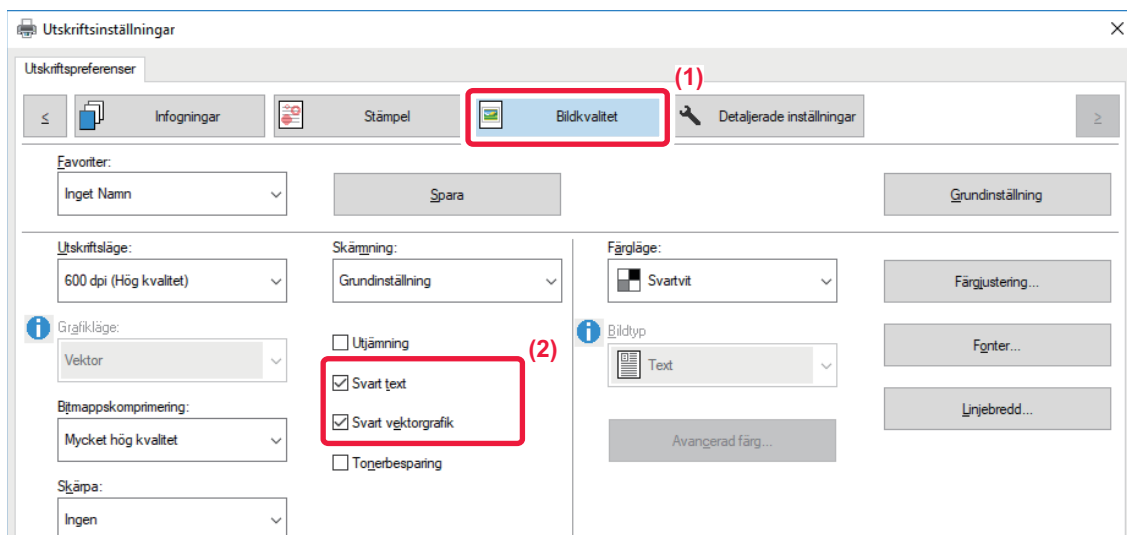 Utskriftsinställningar
Utskriftspreferenser
(1)
≤ Infogningar Stämpel Bildkvalitet Detaljerade inställningar ≥
Favoriter:
Inget Namn Spara Grundinställning
Utskriftsläge: Skärmning: Färgläge:
600 dpi (Hög kvalitet) Grundinställning Svartvit Färgjustering...
Grafikläge: Bildtyp
Utjämning (2)
Vektor Text Fonter...
Svart text
Bitmappskomprimering: Linjebredd...
Svart vektorgrafik
Mycket hög kvalitet Avancerad färg...
Tonerbesparing
Skärpa:
Ingen